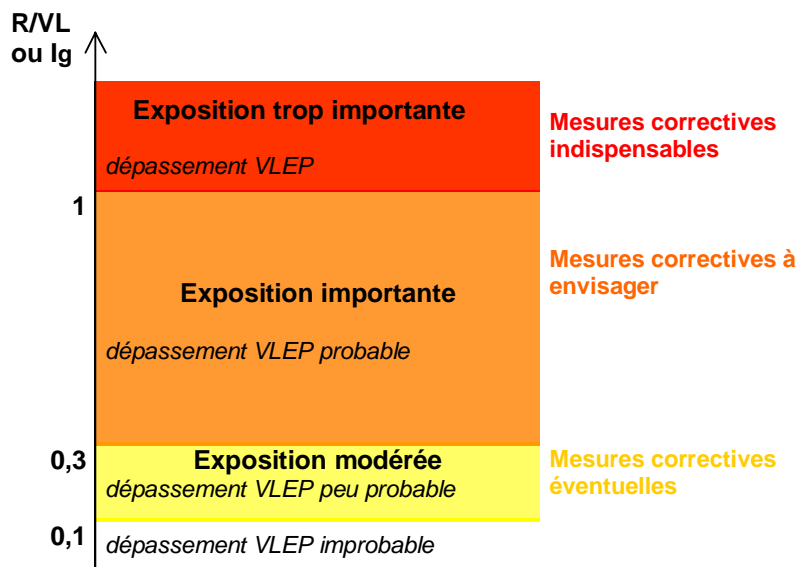 R/VL
ou Ig
Exposition trop importante
Mesures correctives
indispensables
dépassement VLEP
1
Mesures correctives à
envisager
Exposition importante
dépassement VLEP probable
0,3
Exposition modérée
Mesures correctives
éventuelles
dépassement VLEP peu probable
0,1
dépassement VLEP improbable